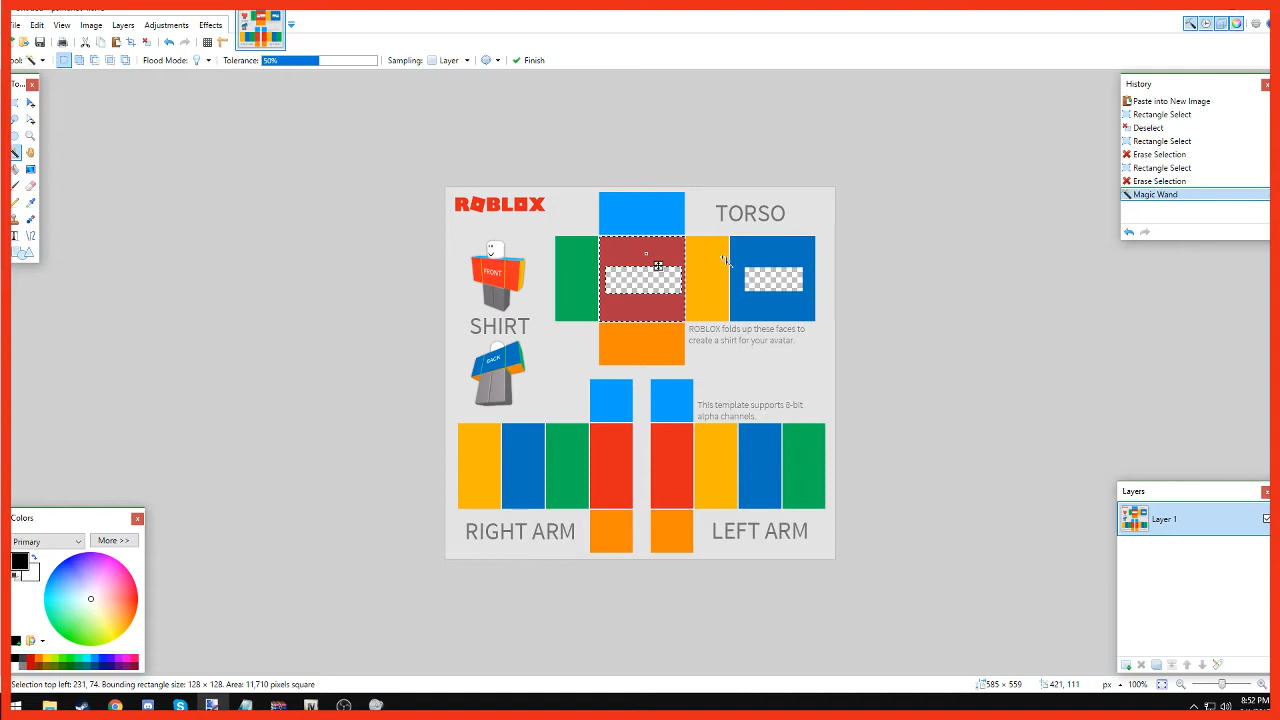 File Edit View Image Layers Adjustments Effects
Tool: Flood Mode: Tolerance: 50% Sampling: Layer Finish
To...
History
Paste into New Image
Rectangle Select
Deselect
Rectangle Select
Erase Selection
Rectangle Select
Erase Selection
Magic Wand
ROBLOX
TORSO
FRONT
SHIRT
ROBLOX folds up these faces to
create a shirt for your avatar.
BACK
This template supports 8-bit
alpha channels.
RIGHT ARM
LEFT ARM
Colors
Primary
More >>
Layers
Layer 1
Selection top left: 231, 74. Bounding rectangle size: 128 × 128. Area: 11,710 pixels square
585 × 559
421, 111
px
100%
8:52 PM